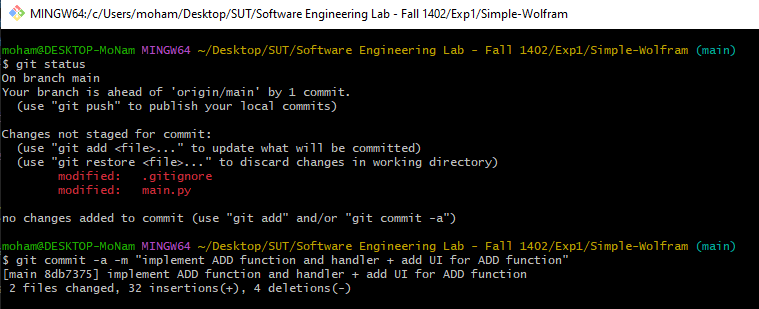 MINGW64:/c/Users/moham/Desktop/SUT/Software Engineering Lab - Fall 1402/Exp1/Simple-Wolfram
moham@DESKTOP-MoNam MINGW64 ~/Desktop/SUT/Software Engineering Lab - Fall 1402/Exp1/Simple-Wolfram (main)
$ git status
On branch main
Your branch is ahead of 'origin/main' by 1 commit.
  (use "git push" to publish your local commits)
Changes not staged for commit:
  (use "git add <file>..." to update what will be committed)
  (use "git restore <file>..." to discard changes in working directory)
        modified:   .gitignore
        modified:   main.py
no changes added to commit (use "git add" and/or "git commit -a")
moham@DESKTOP-MoNam MINGW64 ~/Desktop/SUT/Software Engineering Lab - Fall 1402/Exp1/Simple-Wolfram (main)
$ git commit -a -m "implement ADD function and handler + add UI for ADD function"
[main 8db7375] implement ADD function and handler + add UI for ADD function
 2 files changed, 32 insertions(+), 4 deletions(-)